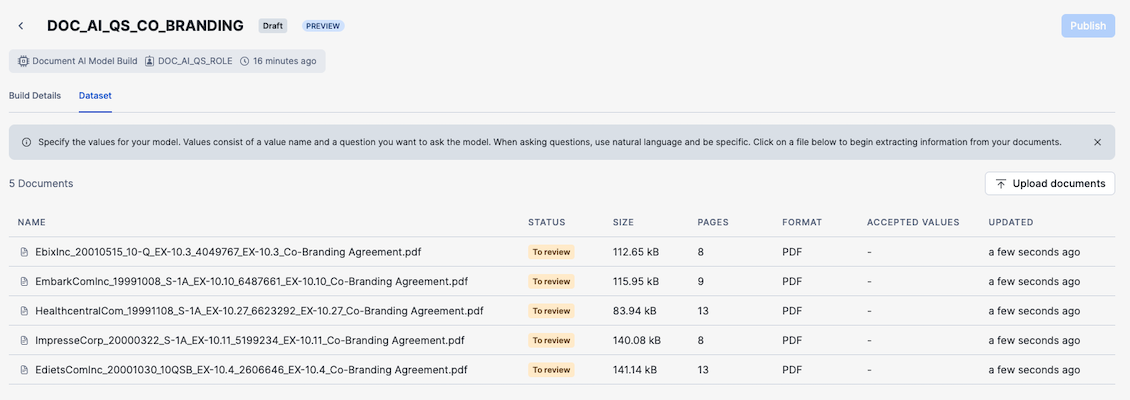 DOC_AI_QS_CO_BRANDING Draft PREVIEW Publish
Document AI Model Build DOC_AI_QS_ROLE 16 minutes ago
Build Details Dataset
Specify the values for your model. Values consist of a value name and a question you want to ask the model. When asking questions, use natural language and be specific. Click on a file below to begin extracting information from your documents.
5 Documents Upload documents
NAME STATUS SIZE PAGES FORMAT ACCEPTED VALUES UPDATED
EbixInc_20010515_10-Q_EX-10.3_4049767_EX-10.3_Co-Branding Agreement.pdf To review 112.65 kB 8 PDF - a few seconds ago
EmbarkComInc_19991008_S-1A_EX-10.10_6487661_EX-10.10_Co-Branding Agreement.pdf To review 115.95 kB 9 PDF - a few seconds ago
HealthcentralCom_19991108_S-1A_EX-10.27_6623292_EX-10.27_Co-Branding Agreement.pdf To review 83.94 kB 13 PDF - a few seconds ago
ImpresseCorp_20000322_S-1A_EX-10.11_5199234_EX-10.11_Co-Branding Agreement.pdf To review 140.08 kB 8 PDF - a few seconds ago
EdietsComInc_20001030_10QSB_EX-10.4_2606646_EX-10.4_Co-Branding Agreement.pdf To review 141.14 kB 13 PDF - a few seconds ago